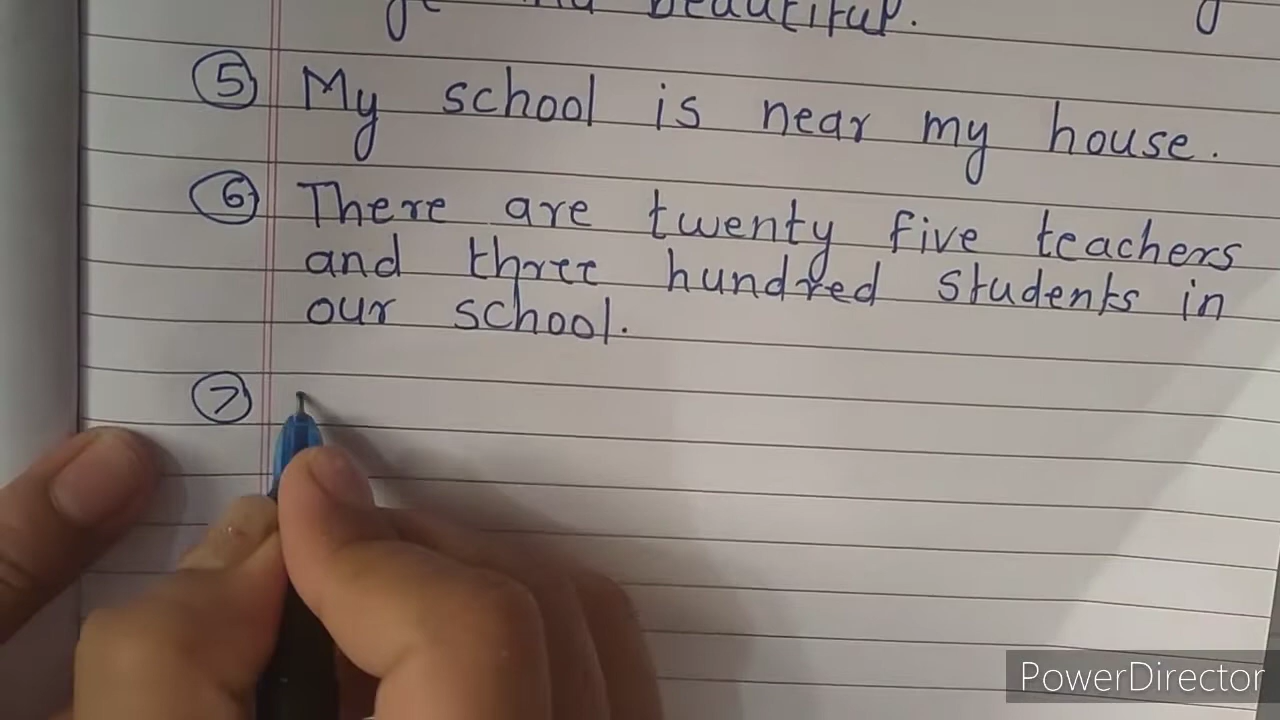 beautiful.
5 My school is near my house.
6 There are twenty five teachers
and three hundred students in
our school.
7
PowerDirector